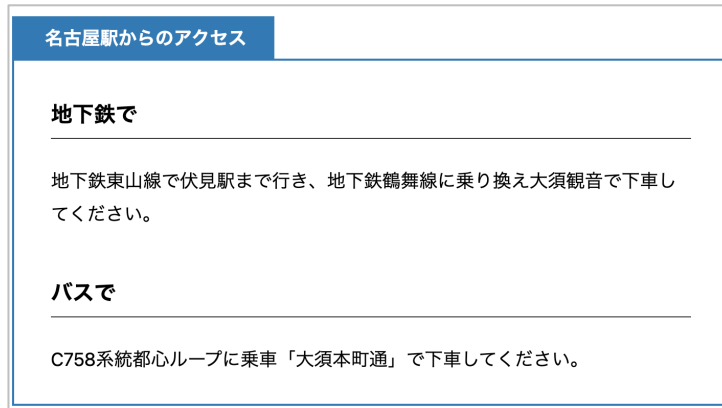 名古屋駅からのアクセス
地下鉄で
地下鉄東山線で伏見駅まで行き、地下鉄鶴舞線に乗り換え大須観音で下車し
てください。
バスで
C758系統都心ループに乗車「大須本町通」で下車してください。